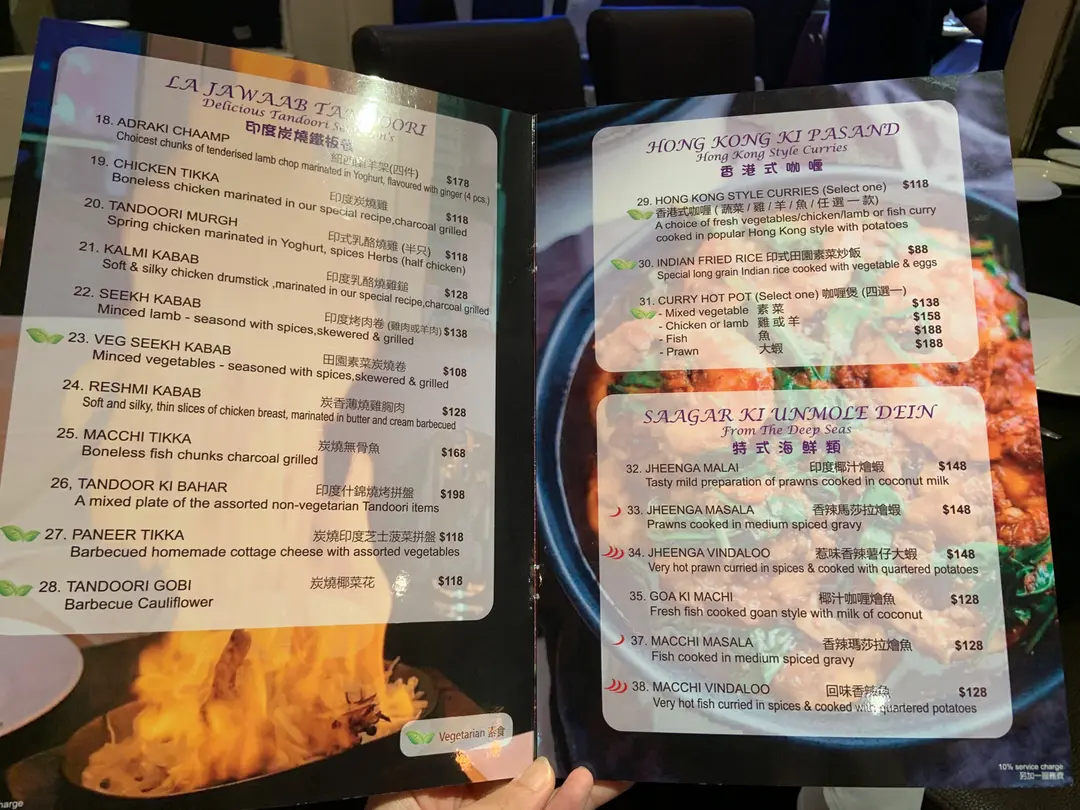 LA JAWAAB TANDOORI
Delicious Tandoori
印度炭燒鐵板
18. ADRAKI CHAAMP 羊架(四件) $178
Choicest chunks of tenderised lamb chop marinated in Yoghurt, flavoured with ginger (4 pcs.)
19. CHICKEN TIKKA 印度炭燒雞 $118
Boneless chicken marinated in our special recipe,charcoal grilled
20. TANDOORI MURGH 印式乳酪燒雞 (半只) $118
Spring chicken marinated in Yoghurt, spices Herbs (half chicken)
21. KALMI KABAB 印度乳酪燒雞鎚 $128
Soft & silky chicken drumstick ,marinated in our special recipe,charcoal grilled
22. SEEKH KABAB 印度烤肉卷 (雞肉或羊肉) $138
Minced lamb - seasoned with spices,skewered & grilled
23. VEG SEEKH KABAB 田園素菜炭燒卷 $108
Minced vegetables - seasoned with spices,skewered & grilled
24. RESHMI KABAB 炭香薄燒雞胸肉 $128
Soft and silky, thin slices of chicken breast, marinated in butter and cream barbecued
25. MACCHI TIKKA 炭燒無骨魚 $168
Boneless fish chunks charcoal grilled
26, TANDOOR KI BAHAR 印度什錦燒烤拼盤 $198
A mixed plate of the assorted non-vegetarian Tandoori items
27. PANEER TIKKA 炭燒印度芝士菠菜拼盤 $118
Barbecued homemade cottage cheese with assorted vegetables
28. TANDOORI GOBI 炭燒椰菜花 $118
Barbecue Cauliflower
Vegetarian 素食
charge
HONG KONG KI PASAND
Hong Kong Style Curries
香港式咖喱
29. HONG KONG STYLE CURRIES (Select one) $118
香港式咖喱 ( 蔬菜 / 雞 / 羊 / 魚 / 任選一款)
A choice of fresh vegetables/chicken/lamb or fish curry
cooked in popular Hong Kong style with potatoes
30. INDIAN FRIED RICE 印式田園素菜炒飯 $88
Special long grain Indian rice cooked with vegetable & eggs
31. CURRY HOT POT (Select one) 咖喱煲 (四選一)
- Mixed vegetable 素菜 $138
- Chicken or lamb 雞或羊 $158
- Fish 魚 $188
- Prawn 大蝦 $188
SAAGAR KI UNMOLE DEIN
From The Deep Seas
特式海鮮類
32. JHEENGA MALAI 印度椰汁燴蝦 $148
Tasty mild preparation of prawns cooked in coconut milk
33. JHEENGA MASALA 香辣馬莎拉燴蝦 $148
Prawns cooked in medium spiced gravy
34. JHEENGA VINDALOO 惹味香辣薯仔大蝦 $148
Very hot prawn curried in spices & cooked with quartered potatoes
35. GOA KI MACHI 椰汁咖喱燴魚 $128
Fresh fish cooked goan style with milk of coconut
37. MACCHI MASALA 香辣瑪莎拉燴魚 $128
Fish cooked in medium spiced gravy
38. MACCHI VINDALOO 回味香辣魚 $128
Very hot fish curried in spices & cooked with quartered potatoes
10% service charge
另加一服務費